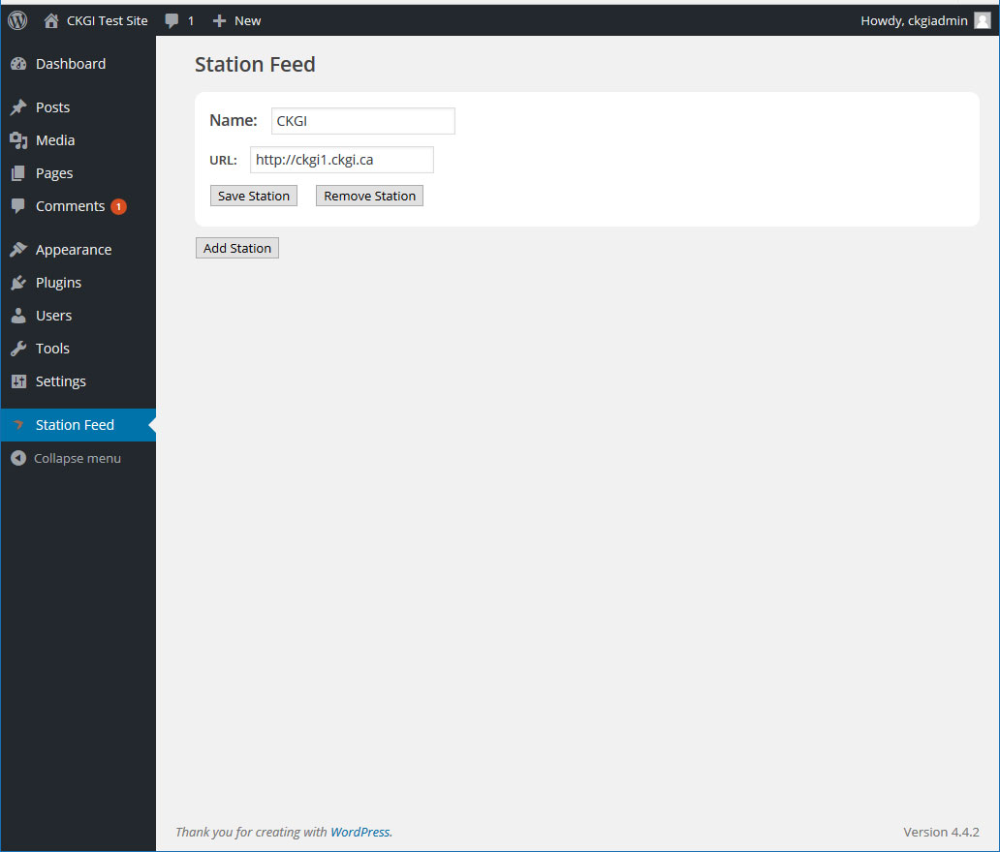 CKGI Test Site 1 New Howdy, ckgiadmin
Dashboard
Posts
Media
Pages
Comments 1
Appearance
Plugins
Users
Tools
Settings
Station Feed
Collapse menu
Station Feed
Name: CKGI
URL: http://ckgi1.ckgi.ca
Save Station Remove Station
Add Station
Thank you for creating with WordPress. Version 4.4.2